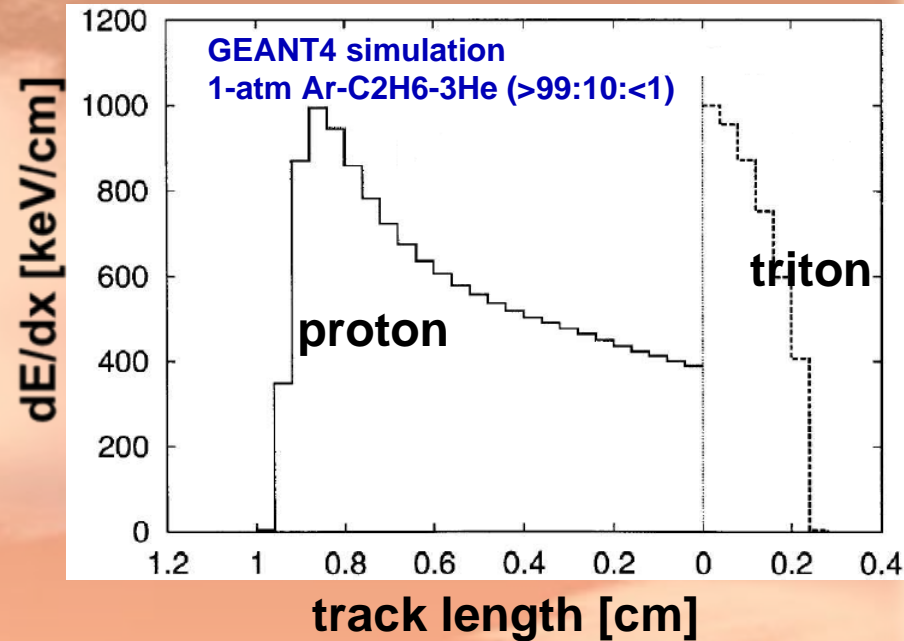 GEANT4 simulation
1-atm Ar-C2H6-3He (>99:10:<1)
dE/dx [keV/cm]
1200
1000
800
600
400
200
0
proton
triton
1.2 1 0.8 0.6 0.4 0.2 0 0.2 0.4
track length [cm]